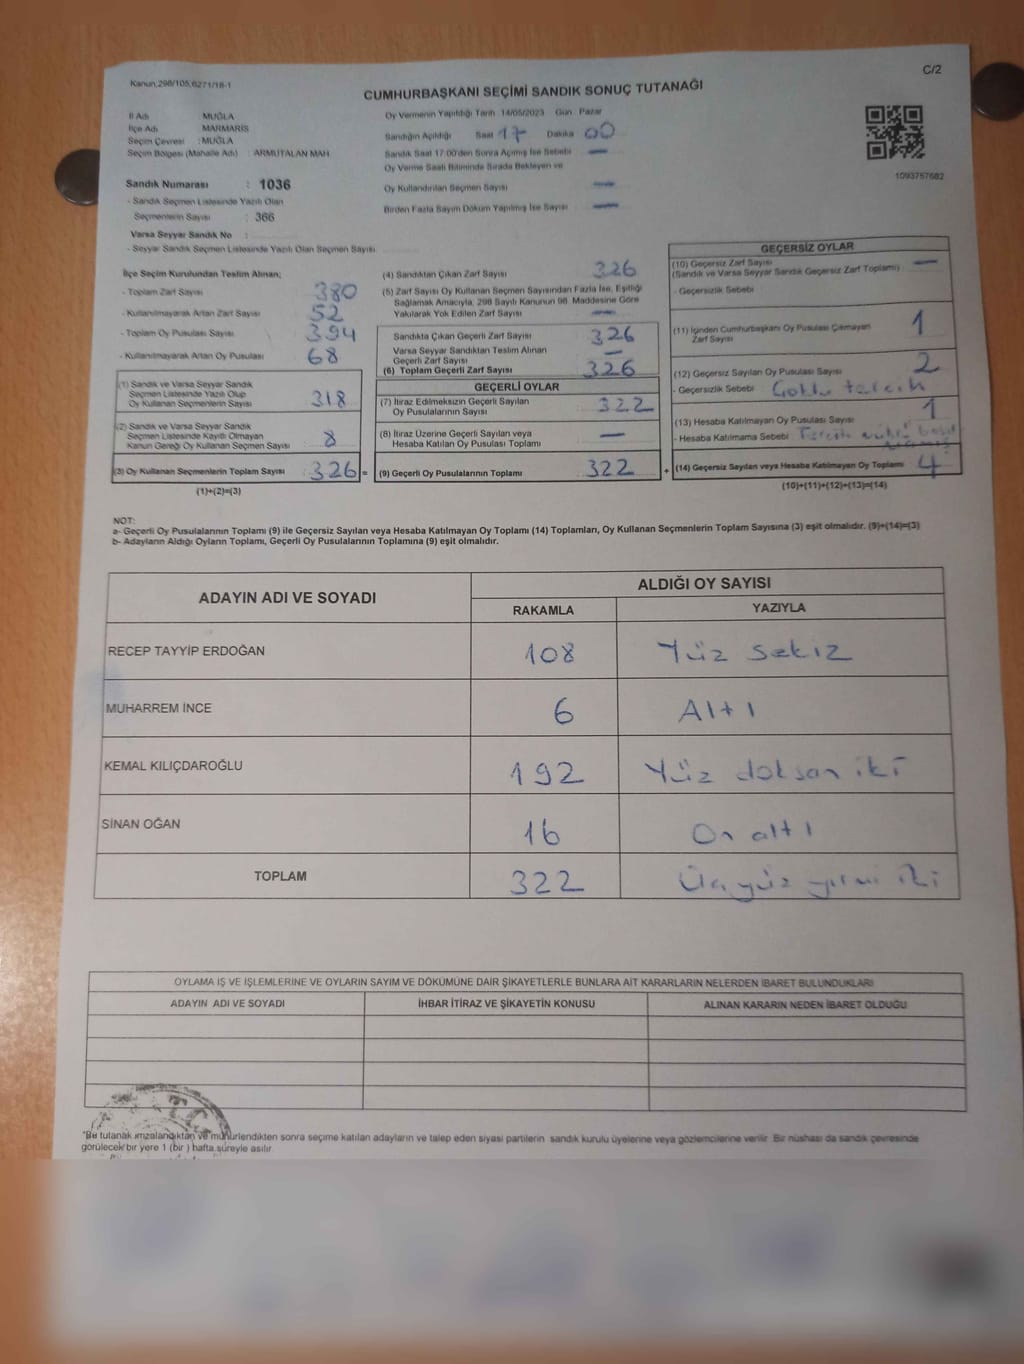 Kanun;298/105,6271/18-1
C/2
CUMHURBAŞKANI SEÇİMİ SANDIK SONUÇ TUTANAĞI
İl Adı MUĞLA
İlçe Adı MARMARİS
Seçim Çevresi : MUĞLA
Seçim Bölgesi (Mahalle Adı) : ARMUTALAN MAH.
Sandık Numarası : 1036
- Sandık Seçmen Listesinde Yazılı Olan
Seçmenlerin Sayısı : 366
Varsa Seyyar Sandık No :
- Seyyar Sandık Seçmen Listesinde Yazılı Olan Seçmen Sayısı
Oy Vermenin Yapıldığı Tarih 14/05/2023 Gün Pazar
Sandığın Açıldığı Saat 17 Dakika 00
Sandık Saat 17:00'den Sonra Açılmış İse Sebebi —
Oy Verme Saati Bitiminde Sırada Bekleyen ve
Oy Kullandırılan Seçmen Sayısı —
Birden Fazla Sayım Döküm Yapılmış İse Sayısı —
1093757682
İlçe Seçim Kurulundan Teslim Alınan;
- Toplam Zarf Sayısı 380
- Kullanılmayarak Artan Zarf Sayısı 52
- Toplam Oy Pusulası Sayısı 394
- Kullanılmayarak Artan Oy Pusulası 68
(1) Sandık ve Varsa Seyyar Sandık
Seçmen Listesinde Yazılı Olup
Oy Kullanan Seçmenlerin Sayısı 318
(2) Sandık ve Varsa Seyyar Sandık
Seçmen Listesinde Kayıtlı Olmayan
Kanun Gereği Oy Kullanan Seçmen Sayısı 8
(3) Oy Kullanan Seçmenlerin Toplam Sayısı 326 =
(1)+(2)=(3)
(4) Sandıktan Çıkan Zarf Sayısı 326
(5) Zarf Sayısı Oy Kullanan Seçmen Sayısından Fazla İse, Eşitliği
Sağlamak Amacıyla, 298 Sayılı Kanunun 98. Maddesine Göre
Yakılarak Yok Edilen Zarf Sayısı —
Sandıkta Çıkan Geçerli Zarf Sayısı 326
Varsa Seyyar Sandıktan Teslim Alınan
Geçerli Zarf Sayısı —
(6) Toplam Geçerli Zarf Sayısı 326
GEÇERLİ OYLAR
(7) İtiraz Edilmeksizin Geçerli Sayılan
Oy Pusulalarının Sayısı 322
(8) İtiraz Üzerine Geçerli Sayılan veya
Hesaba Katılan Oy Pusulaları Toplamı —
(9) Geçerli Oy Pusulalarının Toplamı 322 +
GEÇERSİZ OYLAR
(10) Geçersiz Zarf Sayısı —
(Sandık ve Varsa Seyyar Sandık Geçersiz Zarf Toplamı)
- Geçersizlik Sebebi
(11) İçinden Cumhurbaşkanı Oy Pusulası Çıkmayan 1
Zarf Sayısı
(12) Geçersiz Sayılan Oy Pusulası Sayısı 2
- Geçersizlik Sebebi Çoklu tercih
(13) Hesaba Katılmayan Oy Pusulası Sayısı 1
- Hesaba Katılmama Sebebi Tercih
(14) Geçersiz Sayılan veya Hesaba Katılmayan Oy Toplamı 4
(10)+(11)+(12)+(13)=(14)
NOT:
a- Geçerli Oy Pusulalarının Toplamı (9) ile Geçersiz Sayılan veya Hesaba Katılmayan Oy Toplamı (14) Toplamları, Oy Kullanan Seçmenlerin Toplam Sayısına (3) eşit olmalıdır. (9)+(14)=(3)
b- Adayların Aldığı Oyların Toplamı, Geçerli Oy Pusulalarının Toplamına (9) eşit olmalıdır.
ADAYIN ADI VE SOYADI ALDIĞI OY SAYISI
RAKAMLA YAZIYLA
RECEP TAYYİP ERDOĞAN 108 Yüz sekiz
MUHARREM İNCE 6 Altı
KEMAL KILIÇDAROĞLU 192 Yüz doksan iki
SİNAN OĞAN 16 On altı
TOPLAM 322 Üçyüz yirmi iki
OYLAMA İŞ VE İŞLEMLERİNE VE OYLARIN SAYIM VE DÖKÜMÜNE DAİR ŞİKAYETLERLE BUNLARA AİT KARARLARIN NELERDEN İBARET BULUNDUKLARI
ADAYIN ADI VE SOYADI İHBAR İTİRAZ VE ŞİKAYETİN KONUSU ALINAN KARARIN NEDEN İBARET OLDUĞU
T.C.
*Bu tutanak imzalandıktan ve mühürlendikten sonra seçime katılan adayların ve talep eden siyasi partilerin sandık kurulu üyelerine veya gözlemcilerine verilir. Bir nüshası da sandık çevresinde
görülecek bir yere 1 (bir) hafta süreyle asılır.